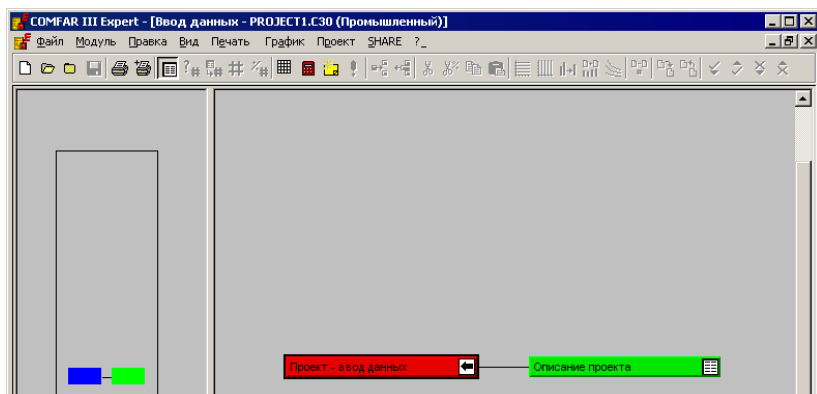 COMFAR III Expert - [Ввод данных - PROJECT1.C30 (Промышленный)]
Файл Модуль Правка Вид Печать График Проект SHARE ?_
Проект - ввод данных
Описание проекта